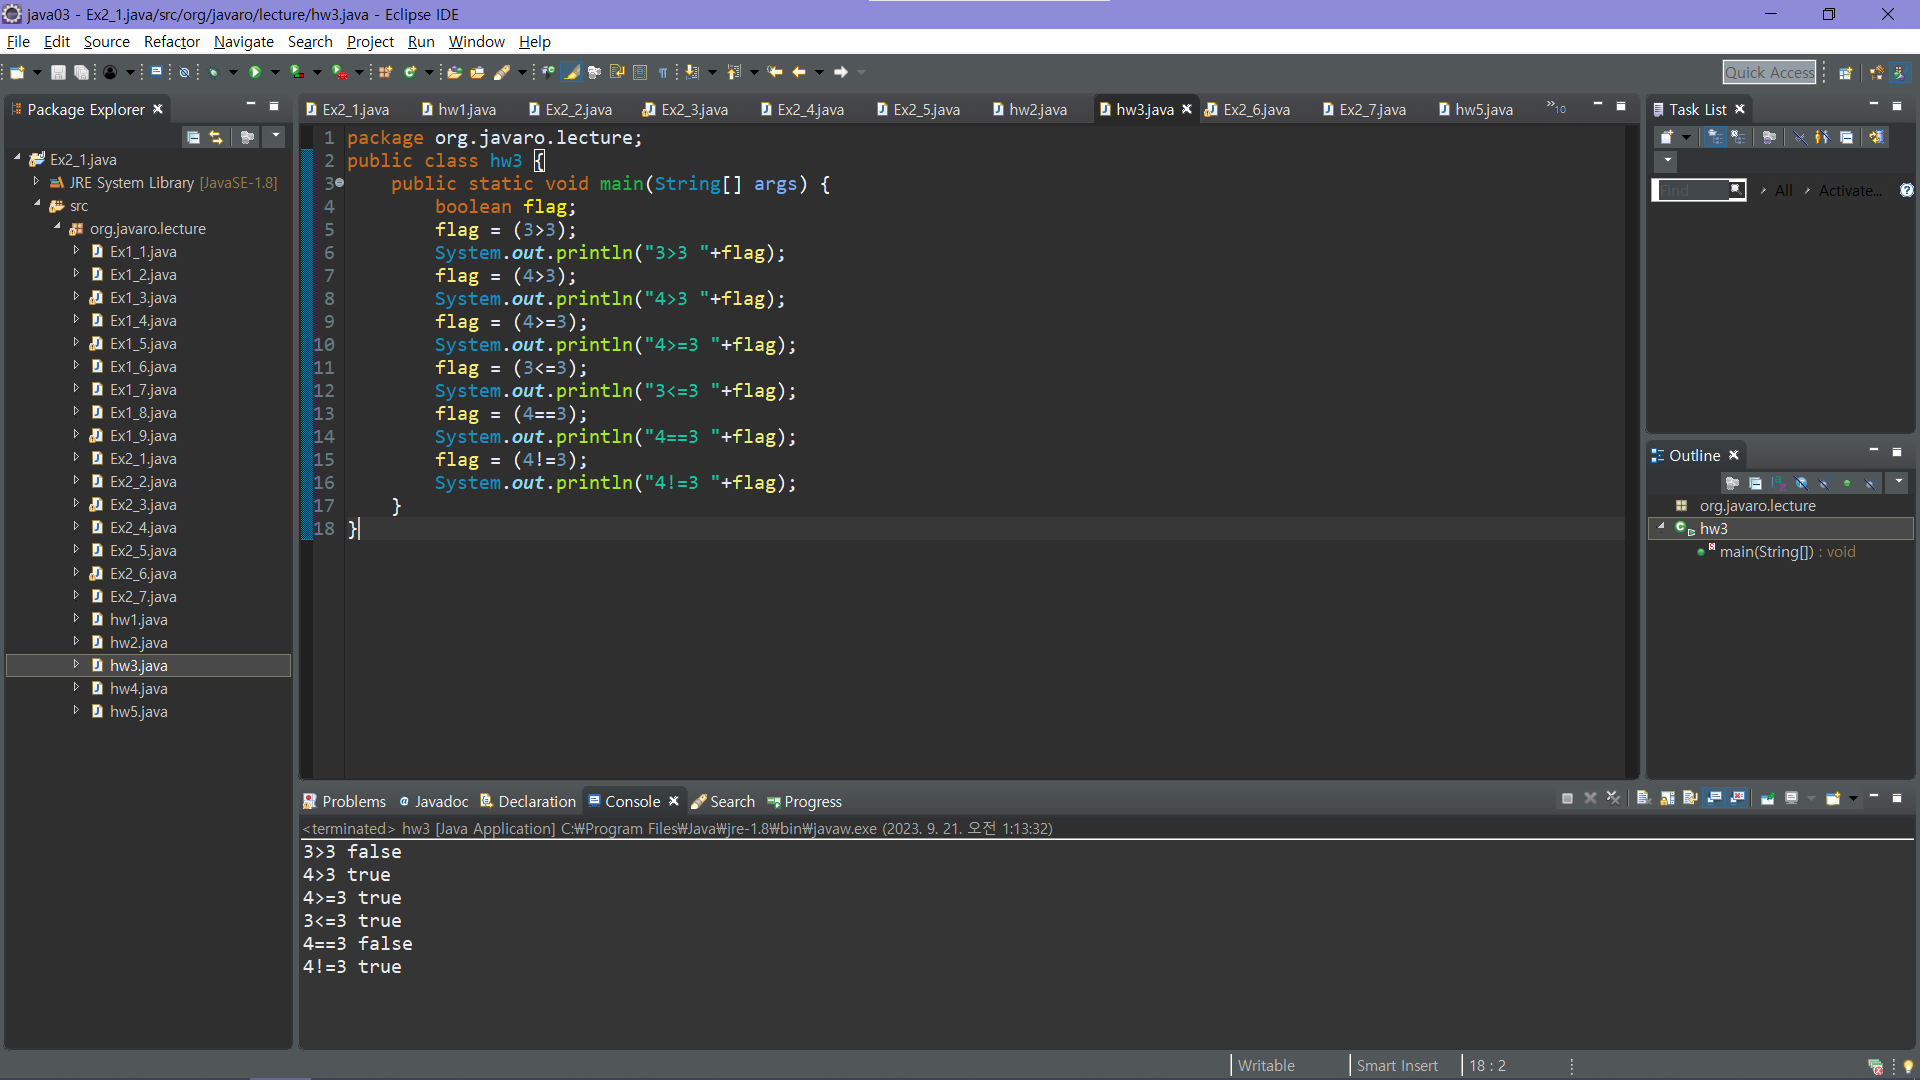 java03 - Ex2_1.java/src/org/javaro/lecture/hw3.java - Eclipse IDE
File Edit Source Refactor Navigate Search Project Run Window Help
Quick Access
Package Explorer
Ex2_1.java
JRE System Library [JavaSE-1.8]
src
org.javaro.lecture
Ex1_1.java
Ex1_2.java
Ex1_3.java
Ex1_4.java
Ex1_5.java
Ex1_6.java
Ex1_7.java
Ex1_8.java
Ex1_9.java
Ex2_1.java
Ex2_2.java
Ex2_3.java
Ex2_4.java
Ex2_5.java
Ex2_6.java
Ex2_7.java
hw1.java
hw2.java
hw3.java
hw4.java
hw5.java
Ex2_1.java hw1.java Ex2_2.java Ex2_3.java Ex2_4.java Ex2_5.java hw2.java hw3.java Ex2_6.java Ex2_7.java hw5.java »10
1 package org.javaro.lecture;
2 public class hw3 {
3 public static void main(String[] args) {
4 boolean flag;
5 flag = (3>3);
6 System.out.println("3>3 "+flag);
7 flag = (4>3);
8 System.out.println("4>3 "+flag);
9 flag = (4>=3);
10 System.out.println("4>=3 "+flag);
11 flag = (3<=3);
12 System.out.println("3<=3 "+flag);
13 flag = (4==3);
14 System.out.println("4==3 "+flag);
15 flag = (4!=3);
16 System.out.println("4!=3 "+flag);
17 }
18 }
Task List
Find All Activate...
Outline
org.javaro.lecture
hw3
main(String[]) : void
Problems Javadoc Declaration Console Search Progress
<terminated> hw3 [Java Application] C:₩Program Files₩Java₩jre-1.8₩bin₩javaw.exe (2023. 9. 21. 오전 1:13:32)
3>3 false
4>3 true
4>=3 true
3<=3 true
4==3 false
4!=3 true
Writable Smart Insert 18 : 2